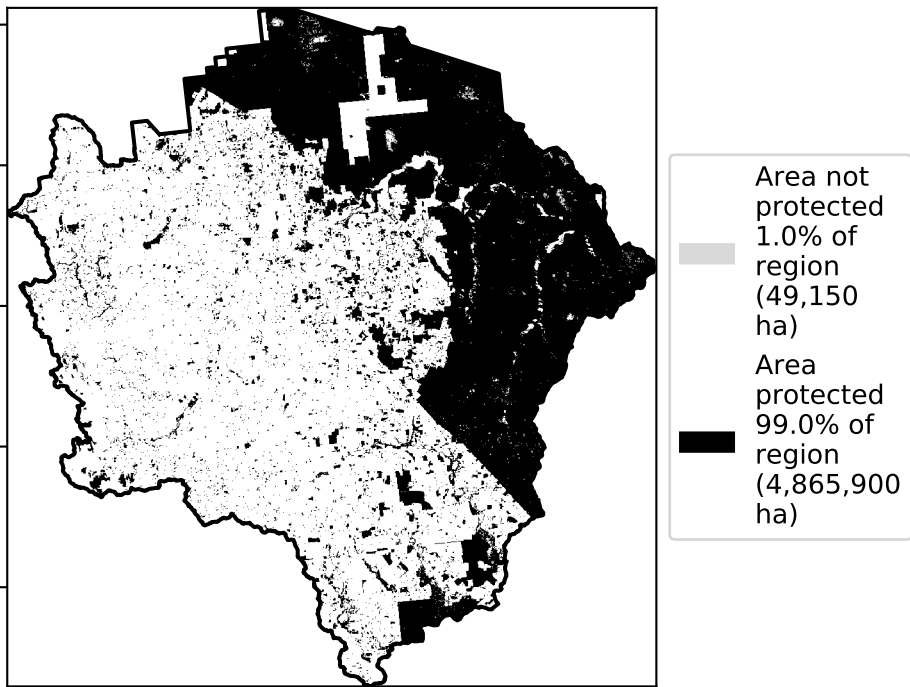 Area not
protected
1.0% of
region
(49,150
ha)
Area
protected
99.0% of
region
(4,865,900
ha)